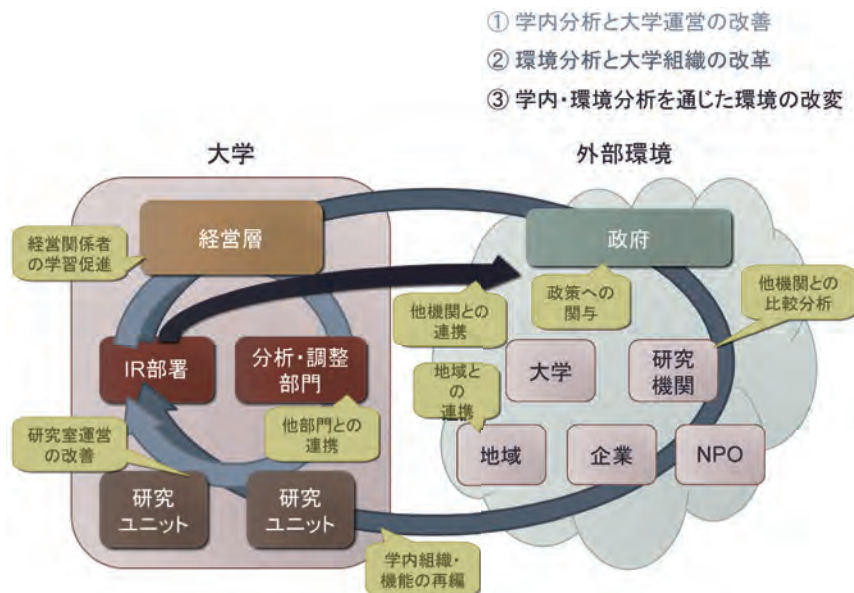 ① 学内分析と大学運営の改善
② 環境分析と大学組織の改革
③ 学内・環境分析を通じた環境の改変
大学
外部環境
経営層
政府
経営関係者
の学習促進
他機関との
連携
政策への
関与
他機関との
比較分析
IR部署
分析・調整
部門
地域と
の
連携
大学
研究
機関
研究室運営
の改善
他部門との
連携
地域
企業
NPO
研究
ユニット
研究
ユニット
学内組織・
機能の再編